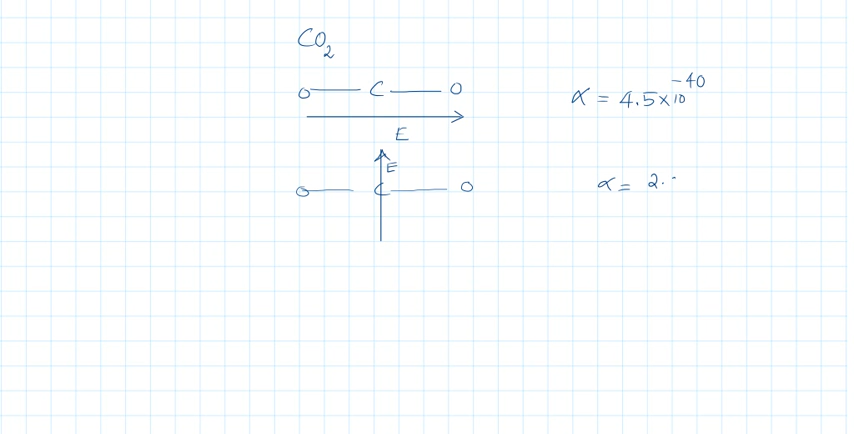 CO₂
O — C — O
α = 4.5×10⁻⁴⁰
E
E
O — C — O
α = 2.